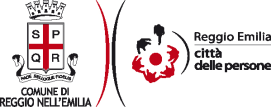 S P
Q R
COMUNE DI
REGGIO NELL'EMILIA
Reggio Emilia
città
delle persone